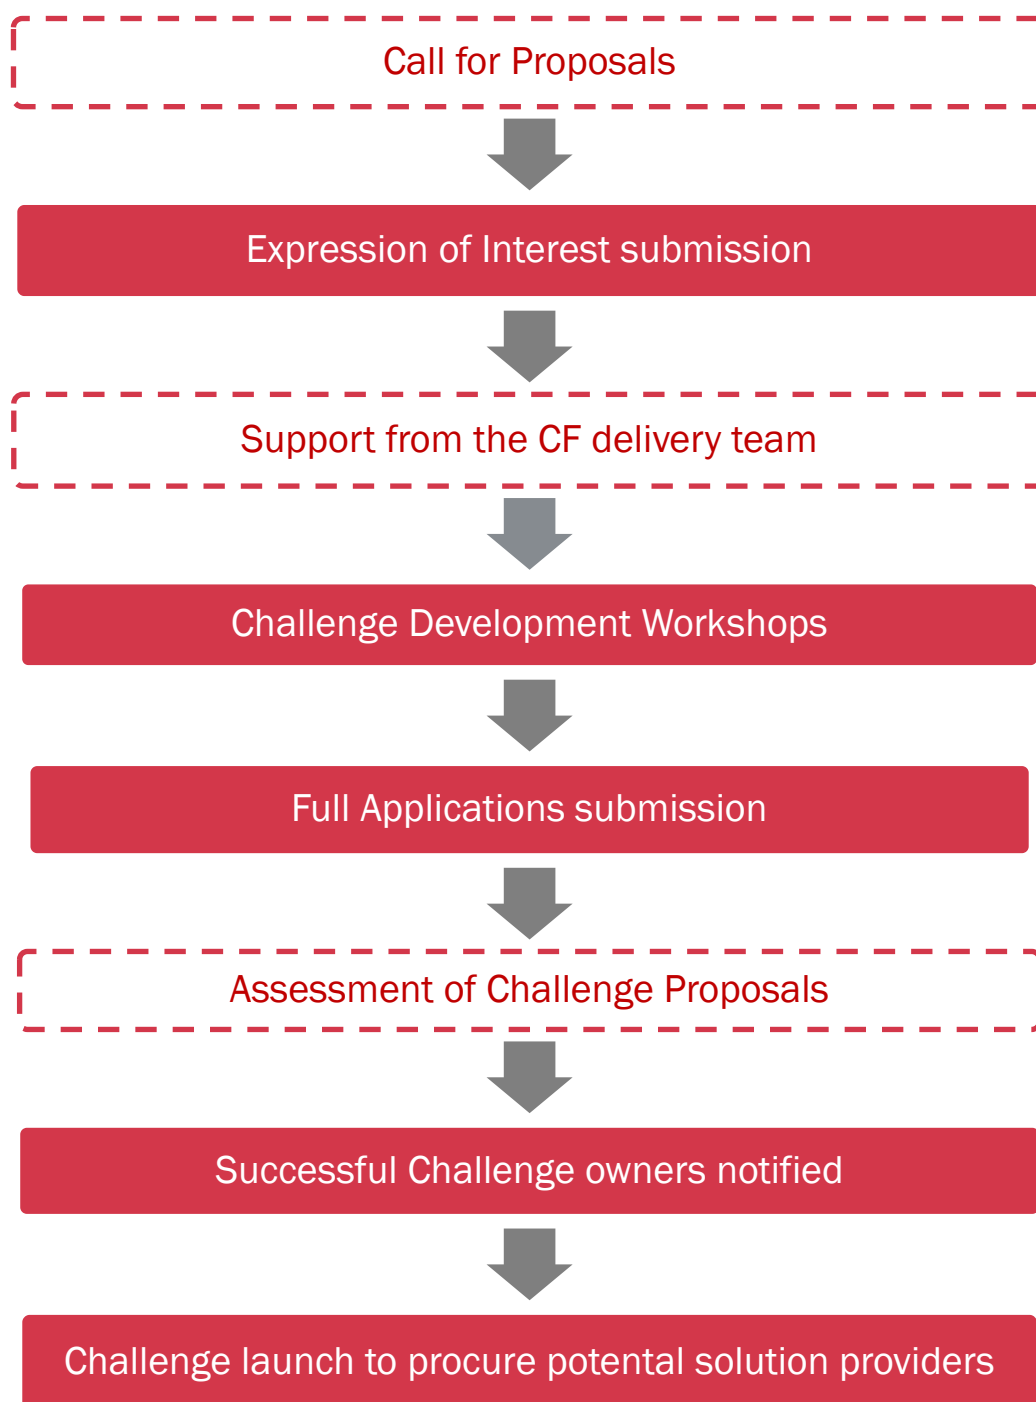 Call for Proposals
Expression of Interest submission
Support from the CF delivery team
Challenge Development Workshops
Full Applications submission
Assessment of Challenge Proposals
Successful Challenge owners notified
Challenge launch to procure potental solution providers